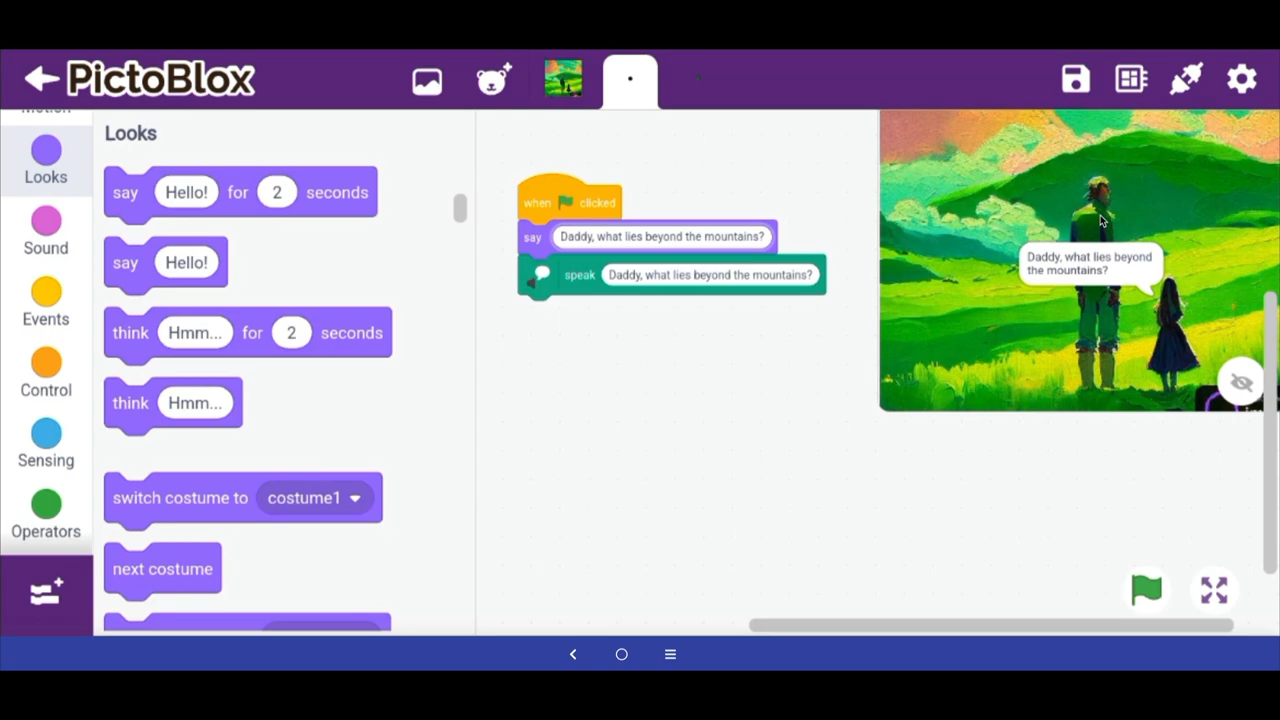 PictoBlox
Motion
Looks
Sound
Events
Control
Sensing
Operators
Looks
say Hello! for 2 seconds
say Hello!
think Hmm... for 2 seconds
think Hmm...
switch costume to costume1
next costume
when clicked
say Daddy, what lies beyond the mountains?
speak Daddy, what lies beyond the mountains?
Daddy, what lies beyond
the mountains?